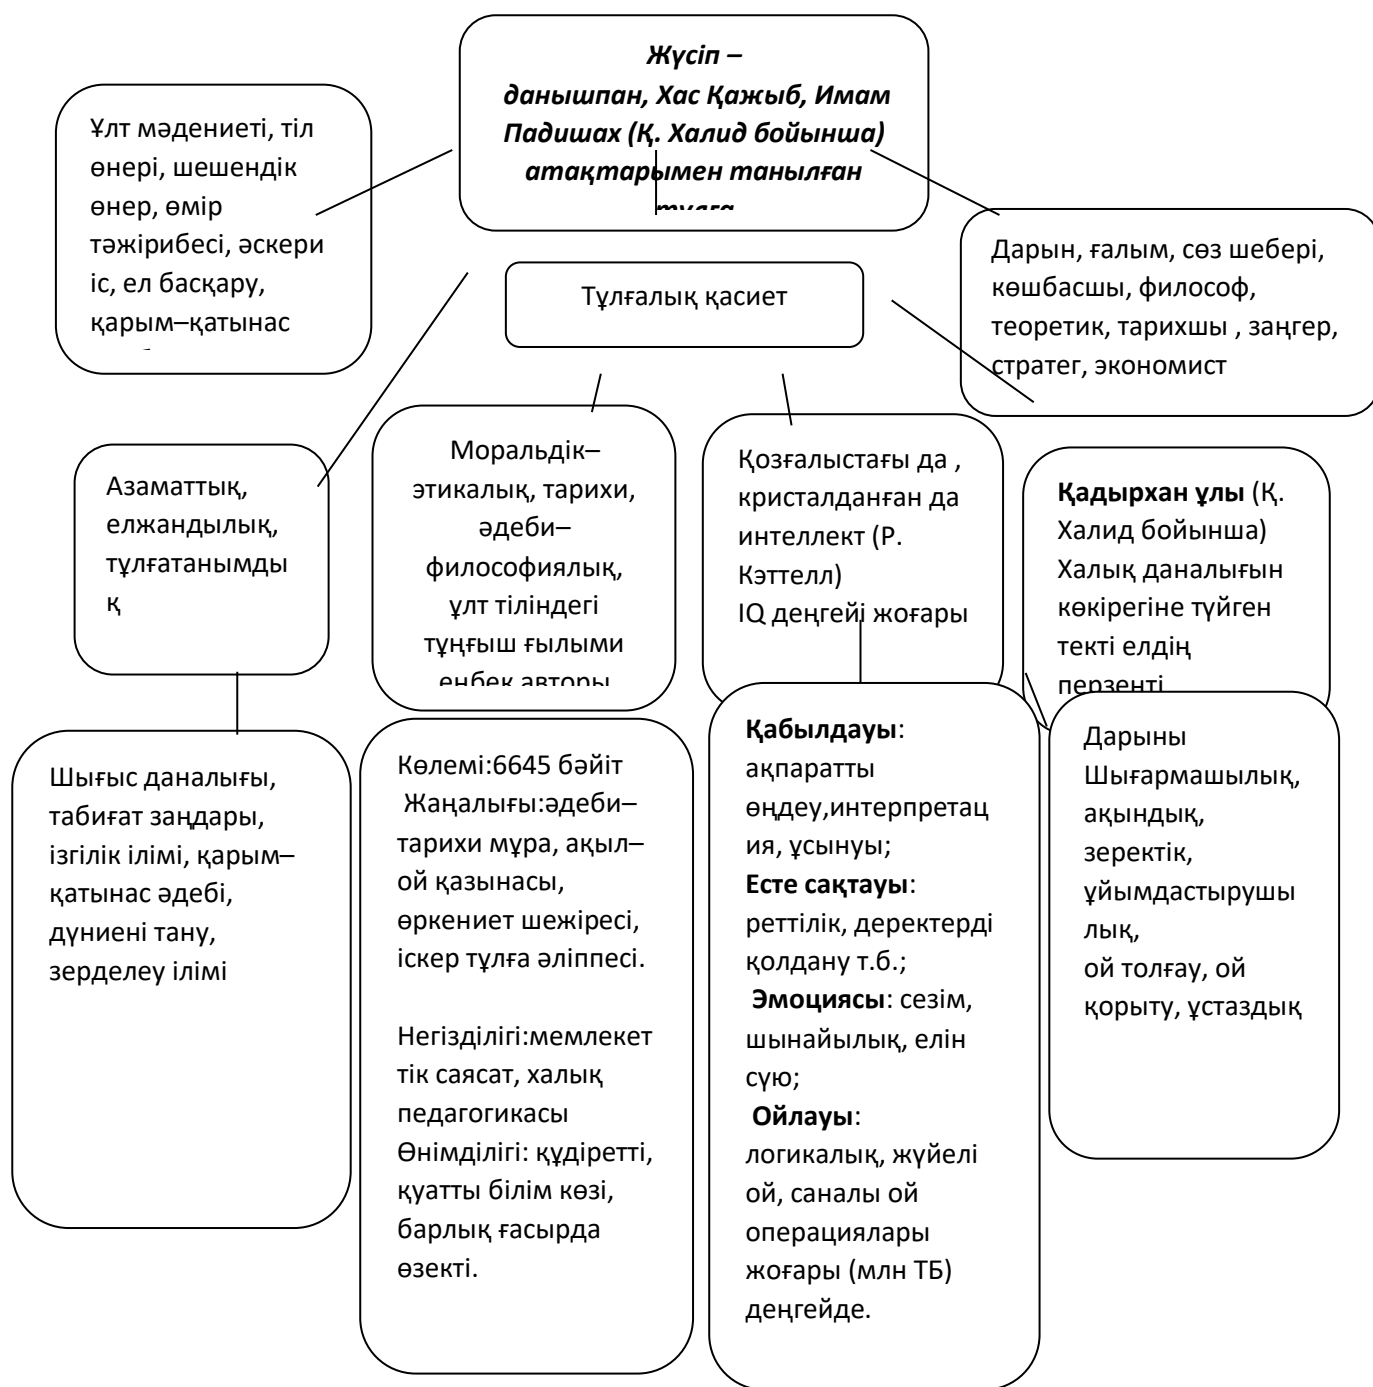 Жүсіп –
данышпан, Хас Қажыб, Имам
Падишах (Қ. Халид бойынша)
атақтарымен танылған
тұлға
Ұлт мәдениеті, тіл
өнері, шешендік
өнер, өмір
тәжірибесі, әскери
іс, ел басқару,
қарым–қатынас
Дарын, ғалым, сөз шебері,
көшбасшы, философ,
теоретик, тарихшы , заңгер,
стратег, экономист
Тұлғалық қасиет
Азаматтық,
елжандылық,
тұлғатанымды
қ
Моральдік–
этикалық, тарихи,
әдеби–
философиялық,
ұлт тіліндегі
тұңғыш ғылыми
еңбек авторы
Қозғалыстағы да ,
кристалданған да
интеллект (Р.
Кэттелл)
IQ деңгейі жоғары
Қадырхан ұлы (Қ.
Халид бойынша)
Халық даналығын
көкірегіне түйген
текті елдің
перзенті
Шығыс даналығы,
табиғат заңдары,
ізгілік ілімі, қарым–
қатынас әдебі,
дүниені тану,
зерделеу ілімі
Көлемі:6645 бәйіт
Жаңалығы:әдеби–
тарихи мұра, ақыл–
ой қазынасы,
өркениет шежіресі,
іскер тұлға әліппесі.
Негізділігі:мемлекет
тік саясат, халық
педагогикасы
Өнімділігі: құдіретті,
қуатты білім көзі,
барлық ғасырда
өзекті.
Қабылдауы:
ақпаратты
өңдеу,интерпретац
ия, ұсынуы;
Есте сақтауы:
реттілік, деректерді
қолдану т.б.;
Эмоциясы: сезім,
шынайылық, елін
сүю;
Ойлауы:
логикалық, жүйелі
ой, саналы ой
операциялары
жоғары (млн ТБ)
деңгейде.
Дарыны
Шығармашылық,
ақындық,
зеректік,
ұйымдастырушы
лық,
ой толғау, ой
қорыту, ұстаздық